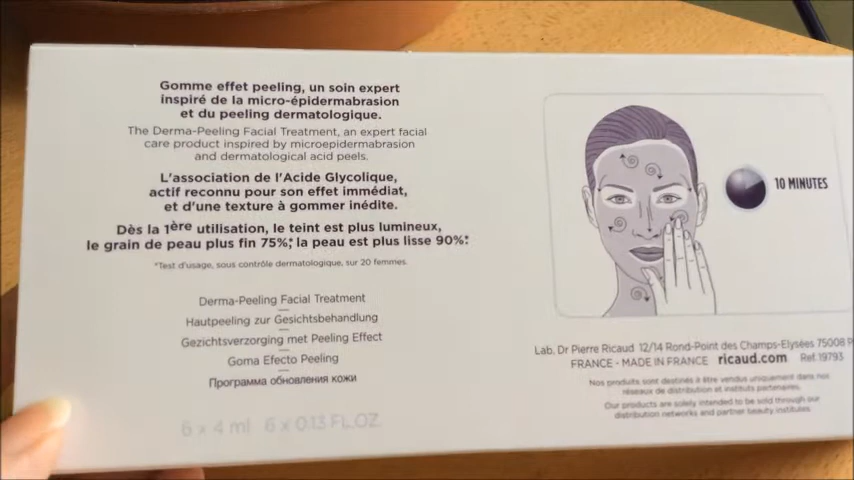 Gomme effet peeling, un soin expert
inspiré de la micro-épidermabrasion
et du peeling dermatologique.
The Derma-Peeling Facial Treatment, an expert facial
care product inspired by microepidermabrasion
and dermatological acid peels.
L'association de l'Acide Glycolique,
actif reconnu pour son effet immédiat,
et d'une texture à gommer inédite.
Dès la 1ère utilisation, le teint est plus lumineux,
le grain de peau plus fin 75%*, la peau est plus lisse 90%*.
*Test d'usage, sous contrôle dermatologique, sur 20 femmes.
Derma-Peeling Facial Treatment
Hautpeeling zur Gesichtsbehandlung
Gezichtsverzorging met Peeling Effect
Goma Efecto Peeling
Программа обновления кожи
6 x 4 ml 6 x 0.13 FL.OZ.
10 MINUTES
Lab. Dr Pierre Ricaud 12/14 Rond-Point des Champs-Elysées 75008 P
FRANCE - MADE IN FRANCE ricaud.com Ref. 19793
Nos produits sont destinés à être vendus uniquement dans nos
réseaux de distribution et instituts partenaires.
Our products are solely intended to be sold through our
distribution networks and partner beauty institutes.